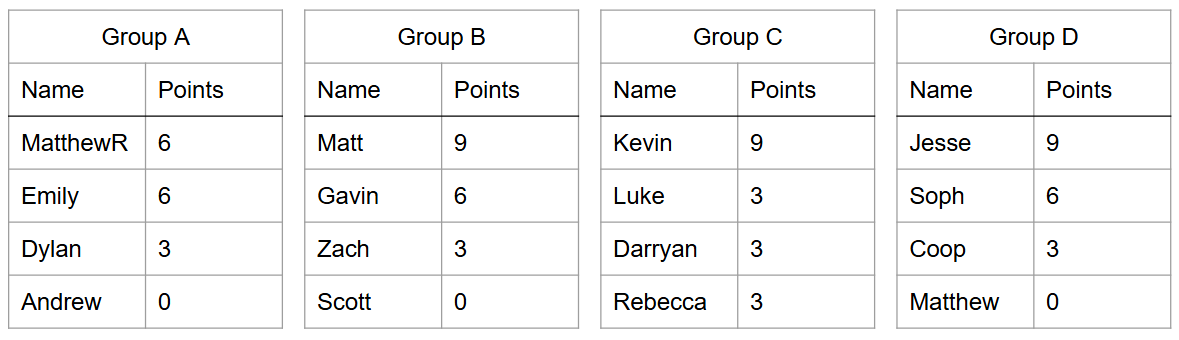 Group A
Name Points
MatthewR 6
Emily 6
Dylan 3
Andrew 0
Group B
Name Points
Matt 9
Gavin 6
Zach 3
Scott 0
Group C
Name Points
Kevin 9
Luke 3
Darryan 3
Rebecca 3
Group D
Name Points
Jesse 9
Soph 6
Coop 3
Matthew 0